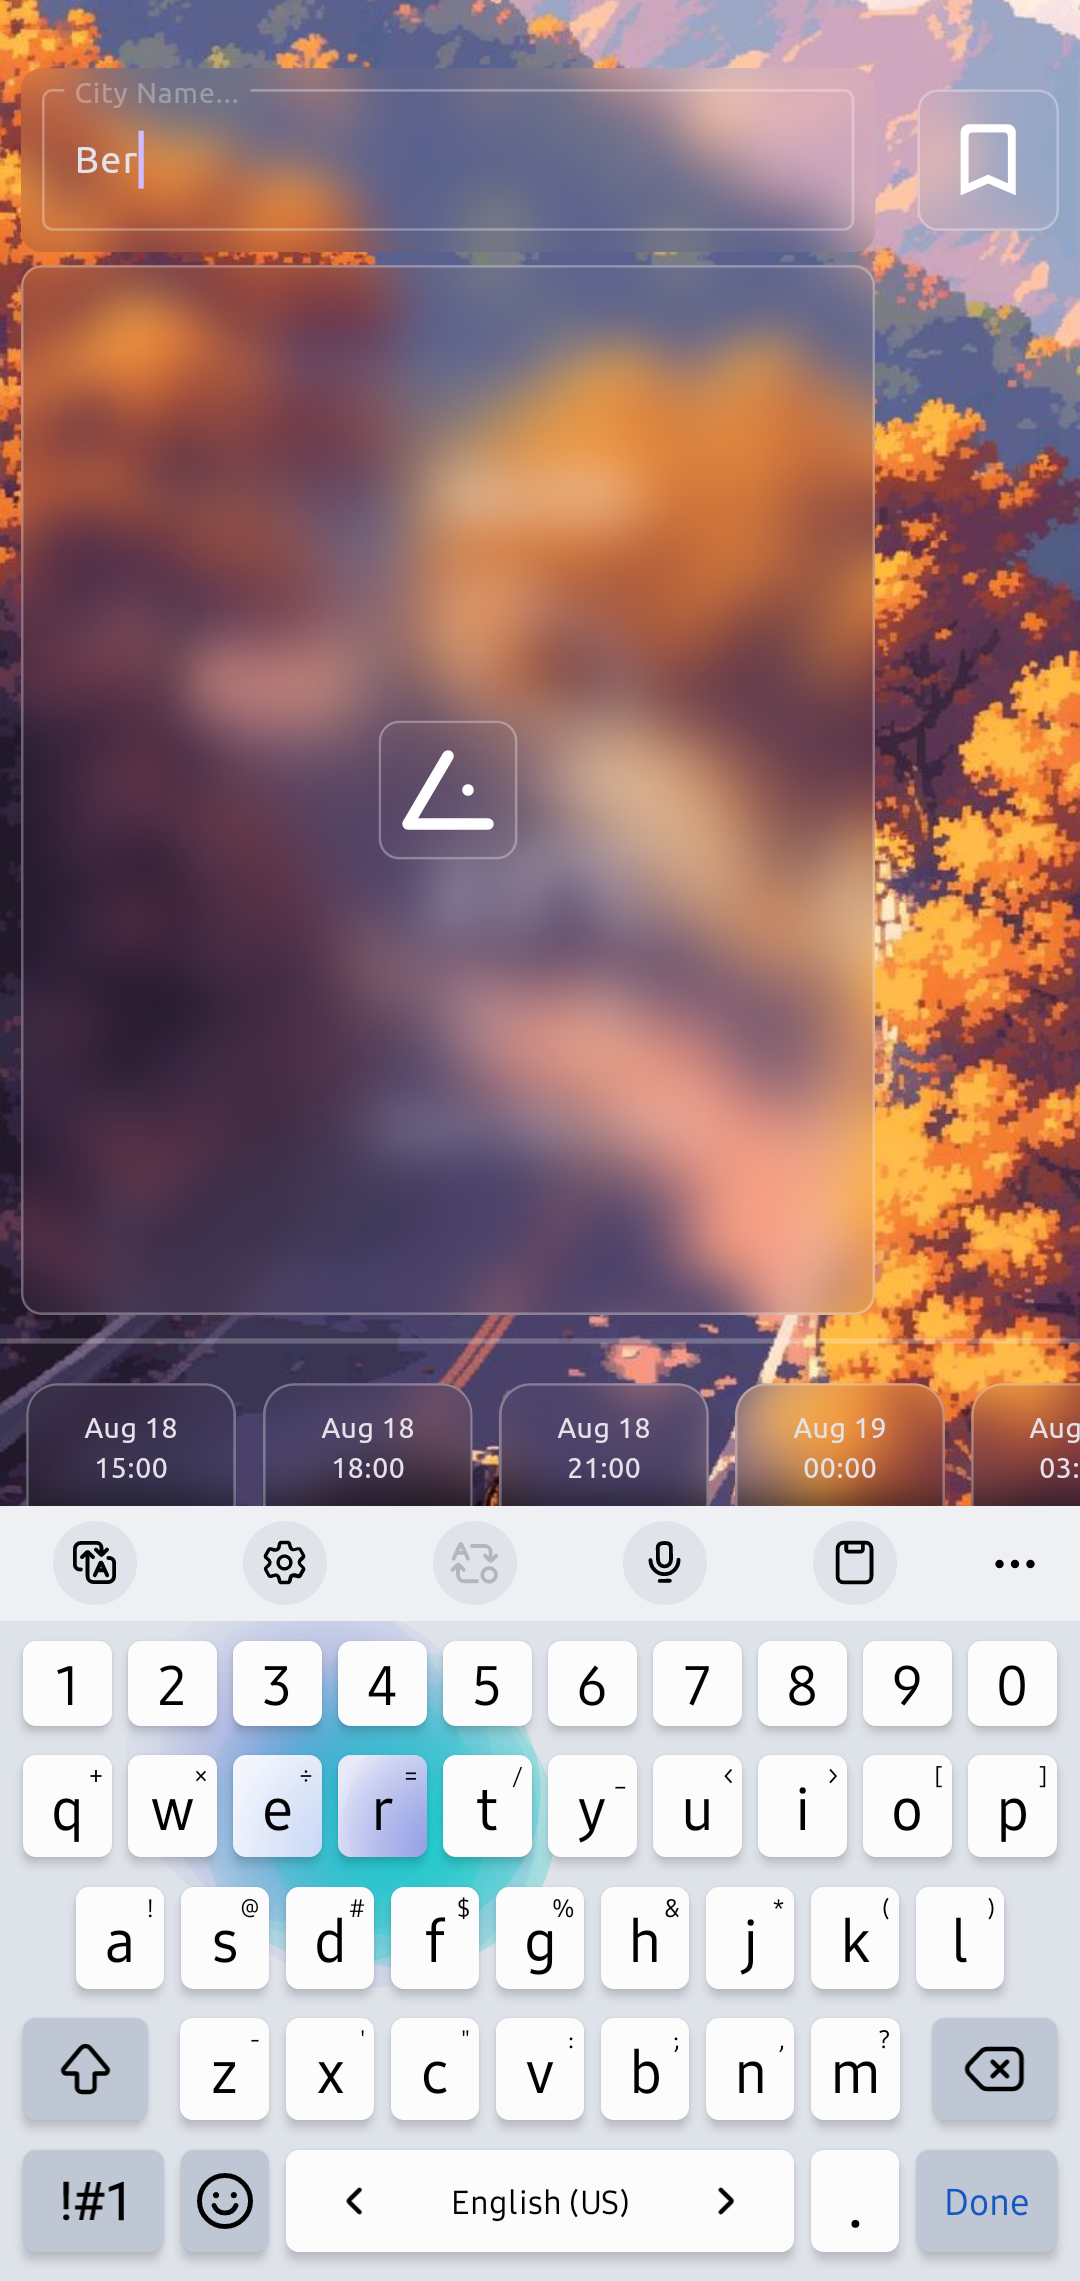 City Name...
Ber
Aug 18 Aug 18 Aug 18 Aug 19 Aug
15:00 18:00 21:00 00:00 03:
1 2 3 4 5 6 7 8 9 0
+ × ÷ = / _ < > [ ]
q w e r t y u i o p
! @ # $ % & * ( )
a s d f g h j k l
- ' " : ; , ?
z x c v b n m
!#1 < English (US) > . Done